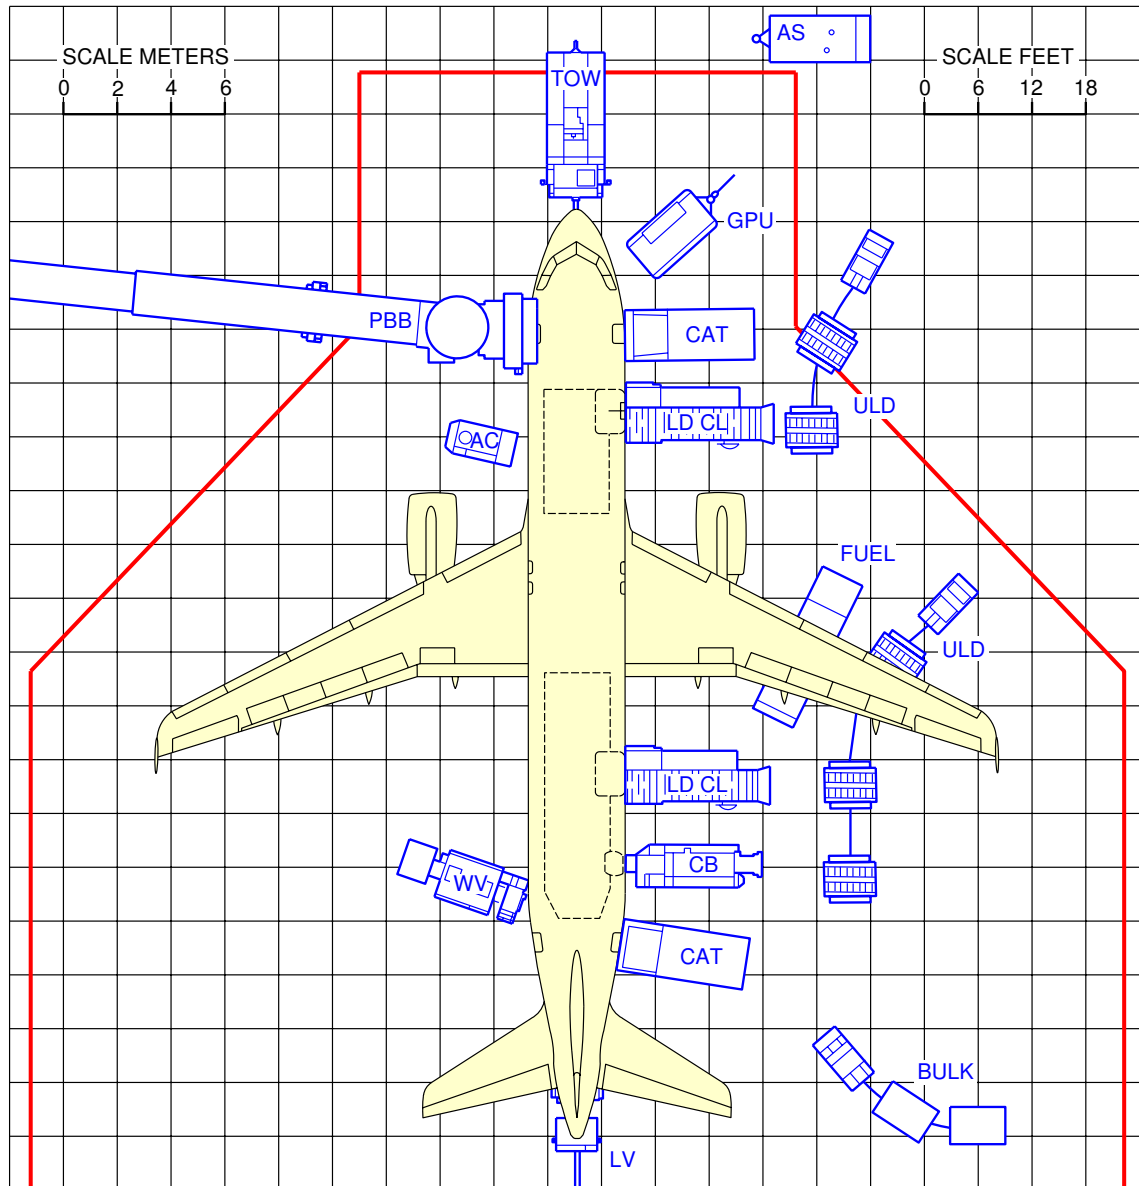 AS
SCALE METERS
0 2 4 6
SCALE FEET
0 6 12 18
TOW
GPU
PBB
CAT
ULD
LD CL
AC
FUEL
ULD
LD CL
CB
WV
CAT
BULK
LV